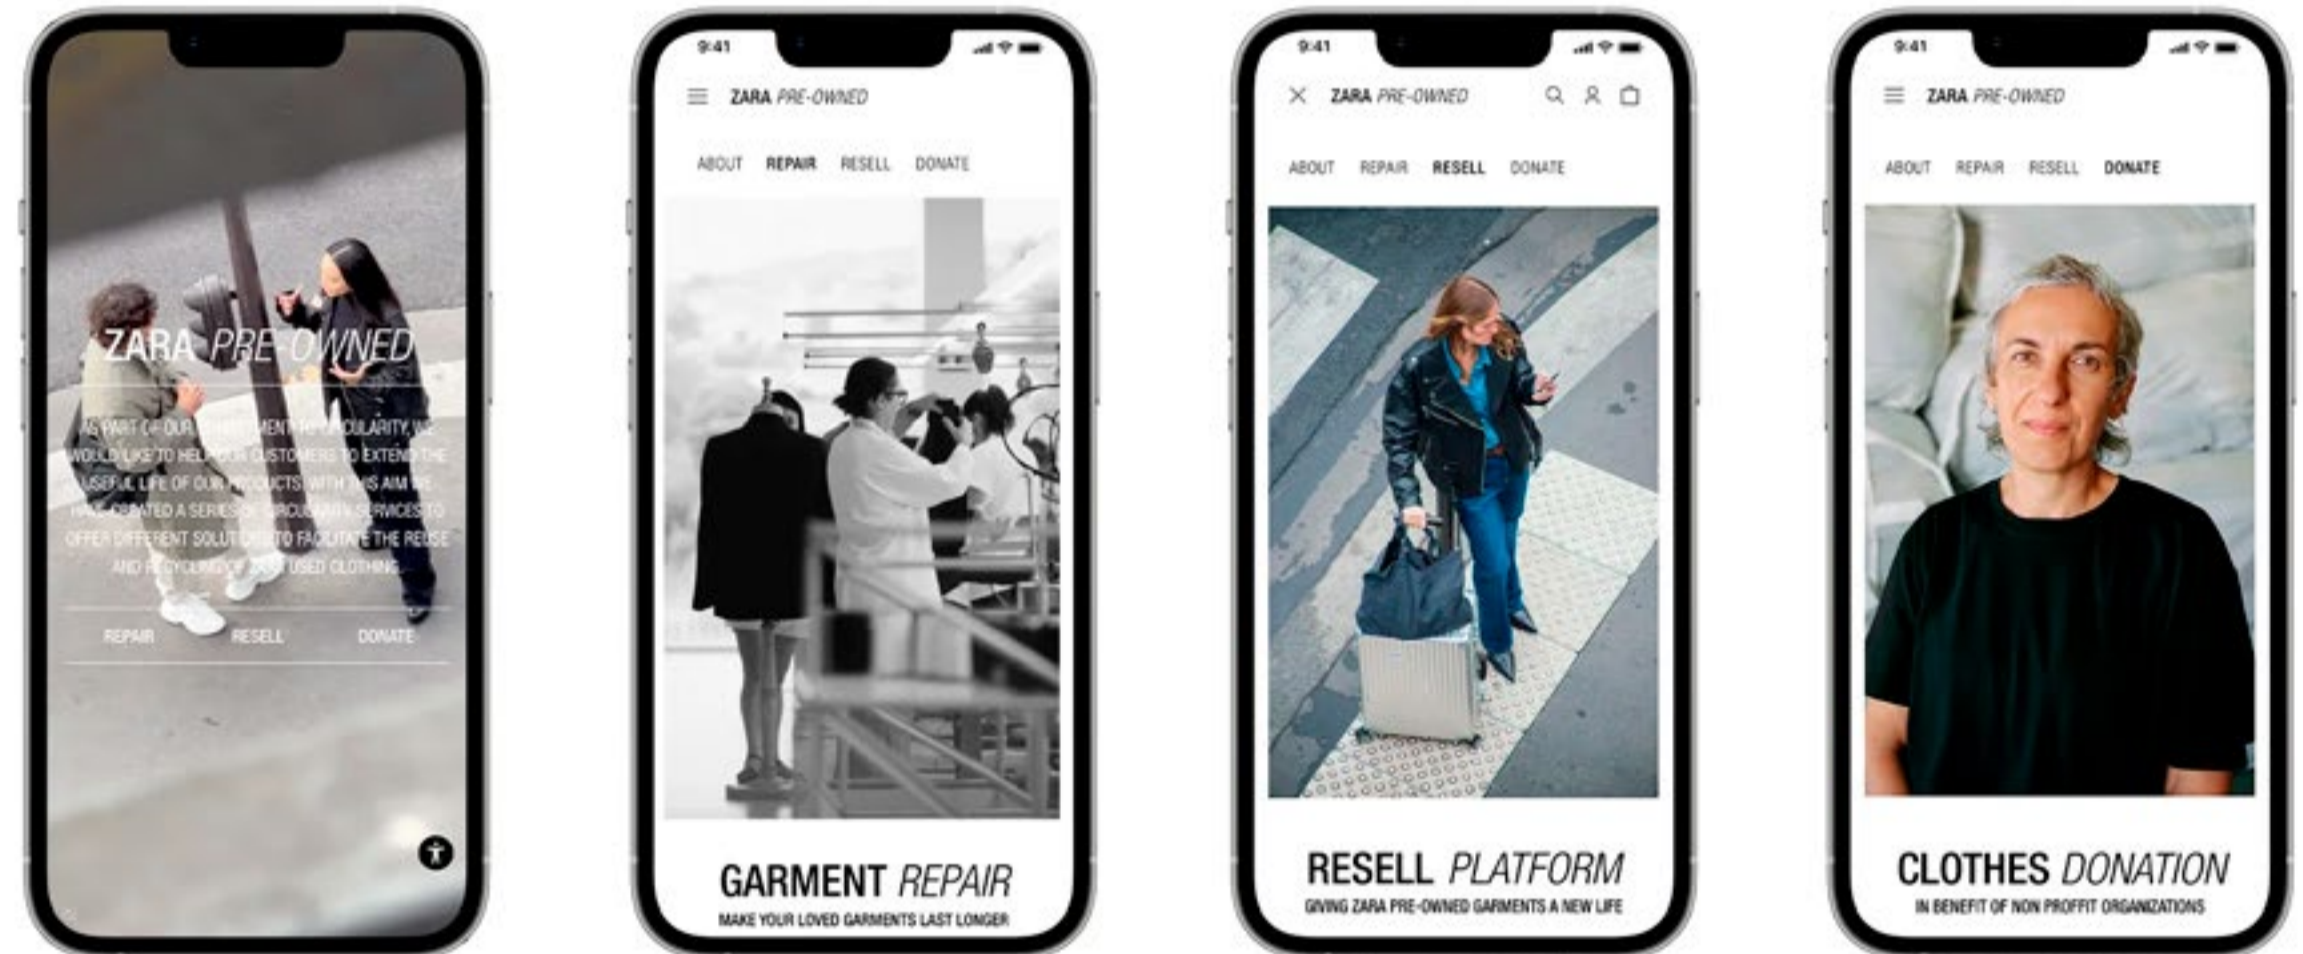 ZARA PRE-OWNED
AS PART OF OUR COMMITMENT TO CIRCULARITY, WE
WOULD LIKE TO HELP OUR CUSTOMERS TO EXTEND THE
USEFUL LIFE OF OUR PRODUCTS. WITH THIS AIM WE
HAVE CREATED A SERIES OF CIRCULARITY SERVICES TO
OFFER DIFFERENT SOLUTIONS TO FACILITATE THE REUSE
AND RECYCLING OF ZARA USED CLOTHING.
REPAIR RESELL DONATE
9:41
ZARA PRE-OWNED
ABOUT REPAIR RESELL DONATE
GARMENT REPAIR
MAKE YOUR LOVED GARMENTS LAST LONGER
9:41
ZARA PRE-OWNED
ABOUT REPAIR RESELL DONATE
RESELL PLATFORM
GIVING ZARA PRE-OWNED GARMENTS A NEW LIFE
9:41
ZARA PRE-OWNED
ABOUT REPAIR RESELL DONATE
CLOTHES DONATION
IN BENEFIT OF NON PROFFIT ORGANIZATIONS